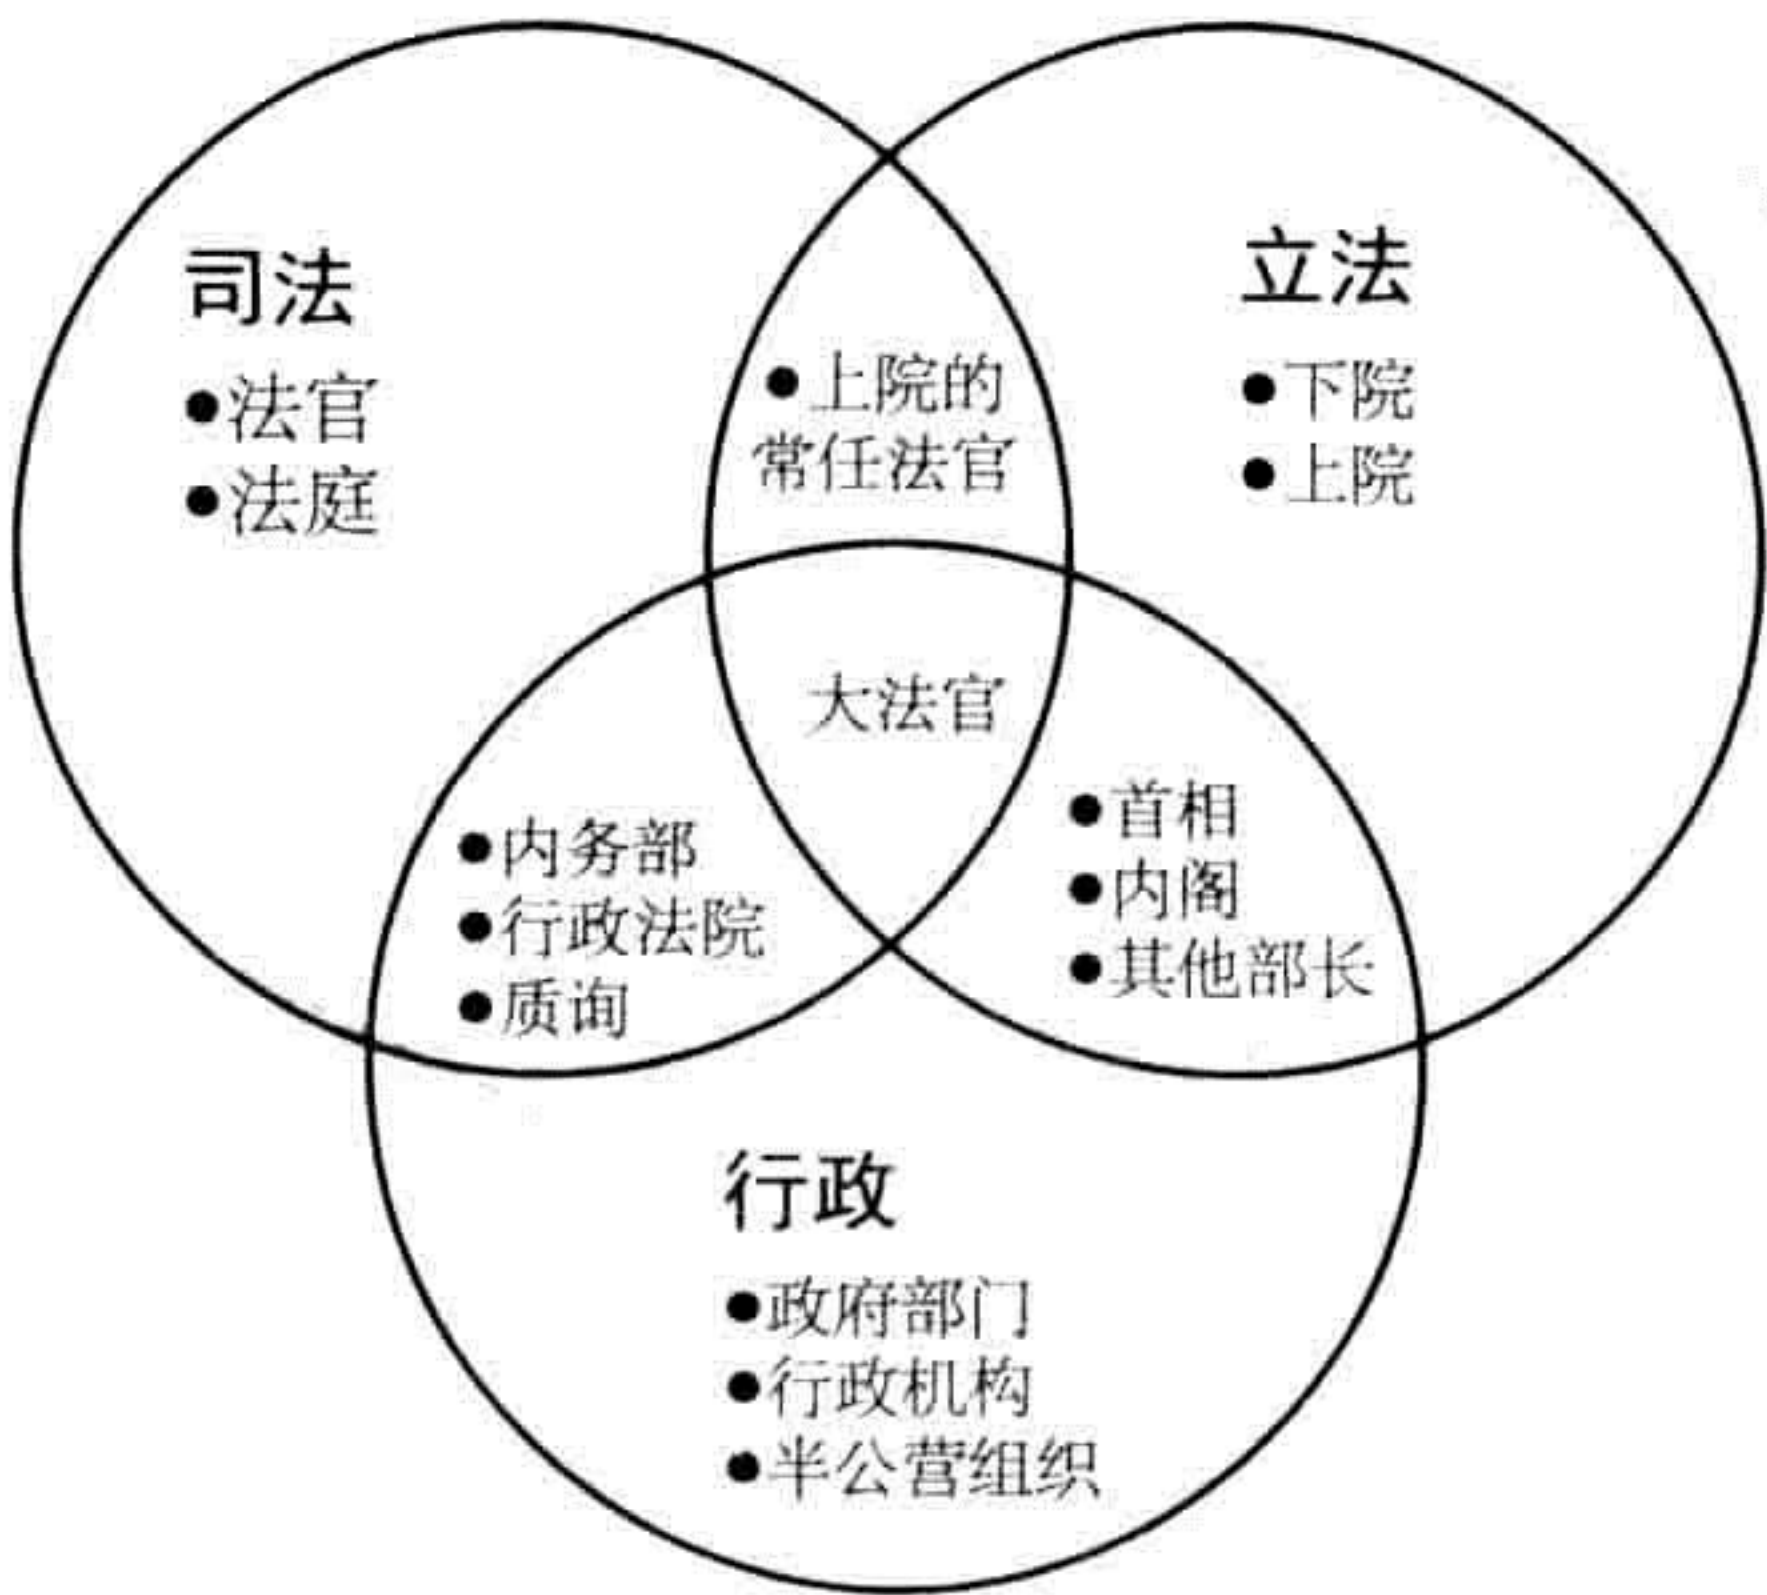 司法
●法官
●法庭
●上院的
常任法官
立法
●下院
●上院
大法官
●内务部
●行政法院
●质询
●首相
●内阁
●其他部长
行政
●政府部门
●行政机构
●半公营组织